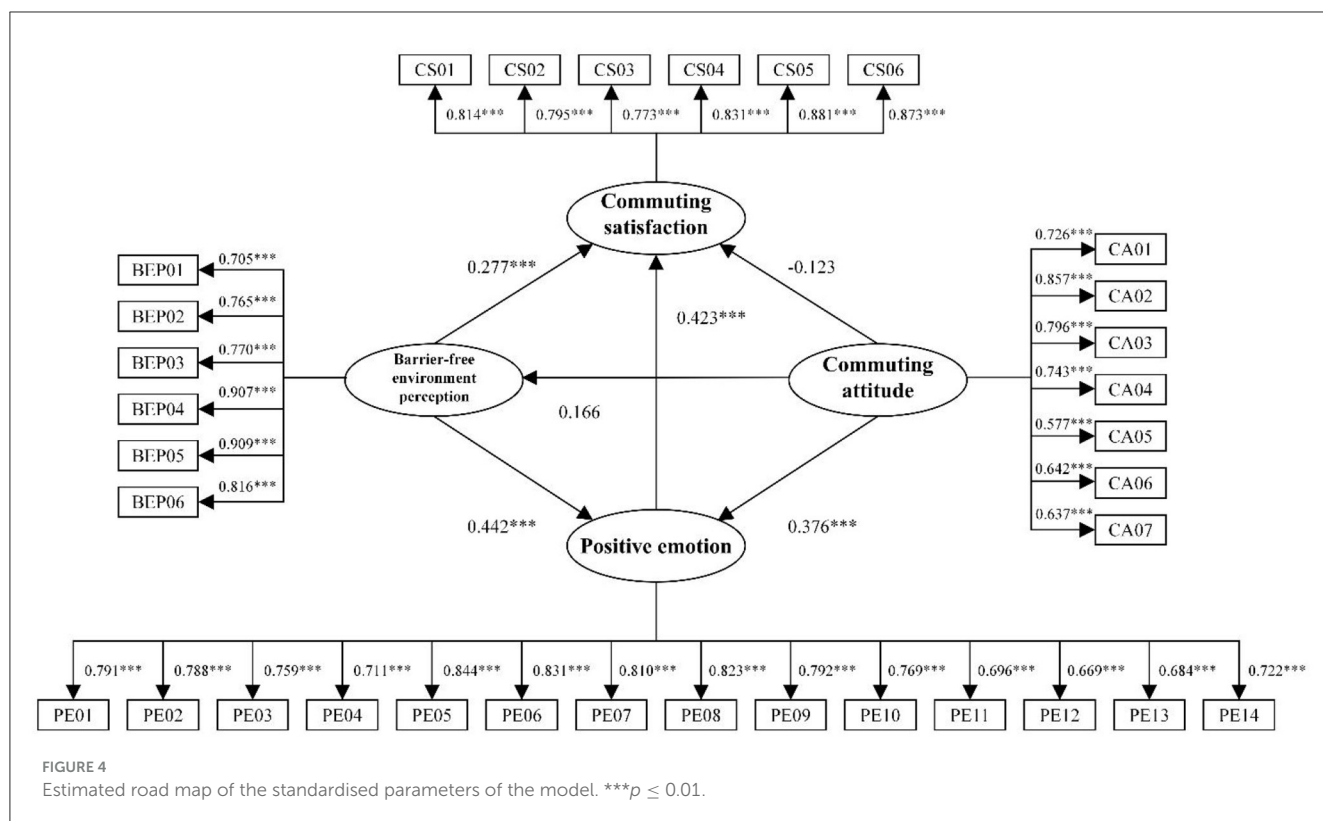 CS01 CS02 CS03 CS04 CS05 CS06
0.814*** 0.795*** 0.773*** 0.831*** 0.881*** 0.873***
Commuting
satisfaction
BEP01
BEP02
BEP03
BEP04
BEP05
BEP06
0.705***
0.765***
0.770***
0.907***
0.909***
0.816***
0.277***
-0.123
0.423***
Barrier-free
environment
perception
0.166
Commuting
attitude
0.726***
0.857***
0.796***
0.743***
0.577***
0.642***
0.637***
CA01
CA02
CA03
CA04
CA05
CA06
CA07
0.442***
0.376***
Positive emotion
0.791*** 0.788*** 0.759*** 0.711*** 0.844*** 0.831*** 0.810*** 0.823*** 0.792*** 0.769*** 0.696*** 0.669*** 0.684*** 0.722***
PE01 PE02 PE03 PE04 PE05 PE06 PE07 PE08 PE09 PE10 PE11 PE12 PE13 PE14
FIGURE 4
Estimated road map of the standardised parameters of the model. ***p ≤ 0.01.